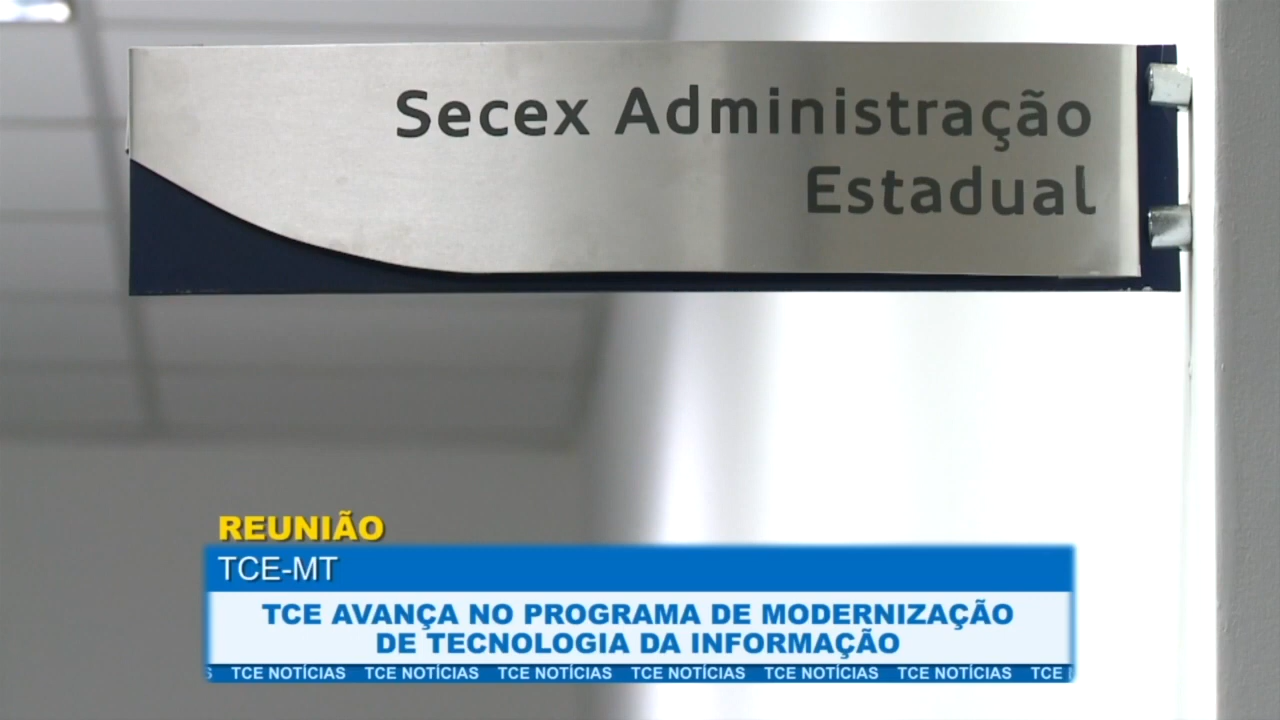 Secex Administração
Estadual
REUNIÃO
TCE-MT
TCE AVANÇA NO PROGRAMA DE MODERNIZAÇÃO
DE TECNOLOGIA DA INFORMAÇÃO
TCE NOTÍCIAS TCE NOTÍCIAS TCE NOTÍCIAS TCE NOTÍCIAS TCE NOTÍCIAS TCE NOTÍCIAS TCE